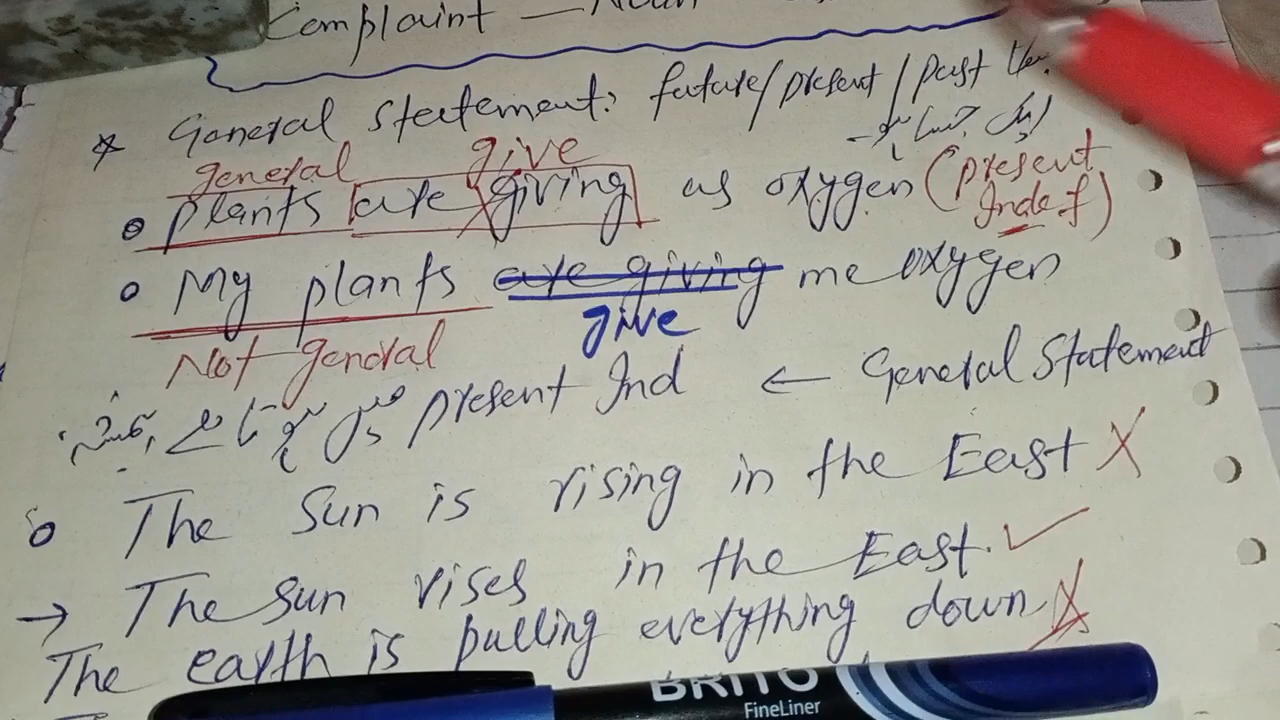 Complaint — Noun
* General Statement: future/present/past
general give
• plants are giving as oxygen (present Indef)
• My plants are giving me oxygen
give
Not general
present Ind ← General Statement
• The Sun is rising in the East X
→ The Sun rises in the East. ✓
The earth is pulling everything down X
BRITO
FineLiner